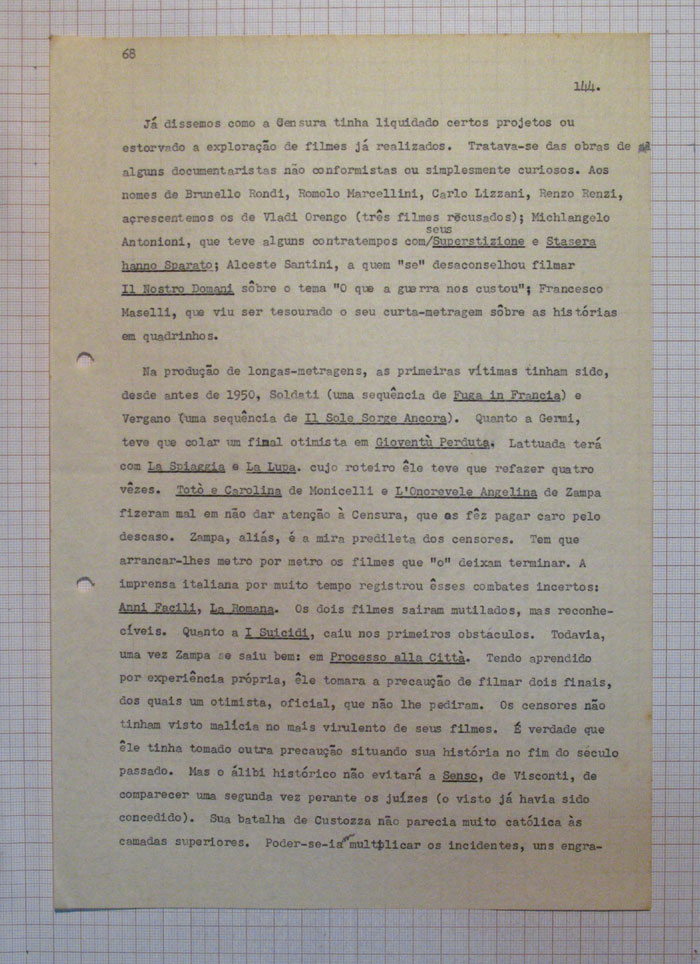 68
144.
Já dissemos como a Censura tinha liquidado certos projetos ou
estorvado a exploração de filmes já realizados. Tratava-se das obras de
alguns documentaristas não conformistas ou simplesmente curiosos. Aos
nomes de Brunello Rondi, Romolo Marcellini, Carlo Lizzani, Renzo Renzi,
acrescentemos os de Vladi Orengo (três filmes recusados); Michlangelo
seus
Antonioni, que teve alguns contratempos com/Superstizione e Stasera
hanno Sparato; Alceste Santini, a quem "se" desaconselhou filmar
Il Nostro Domani sôbre o tema "O que a guerra nos custou"; Francesco
Maselli, que viu ser tesourado o seu curta-metragem sôbre as histórias
em quadrinhos.
Na produção de longas-metragens, as primeiras vítimas tinham sido,
desde antes de 1950, Soldati (uma sequência de Fuga in Francia) e
Vergano (uma sequência de Il Sole Sorge Ancora). Quanto a Germi,
teve que colar um final otimista em Gioventù Perduta. Lattuada terá
com La Spiaggia e La Lupa. cujo roteiro êle teve que refazer quatro
vêzes. Totò e Carolina de Monicelli e L'Onorevele Angelina de Zampa
fizeram mal em não dar atenção à Censura, que os fêz pagar caro pelo
descaso. Zampa, aliás, é a mira predileta dos censores. Tem que
arrancar-lhes metro por metro os filmes que "o" deixam terminar. A
imprensa italiana por muito tempo registrou êsses combates incertos:
Anni Facili, La Romana. Os dois filmes sairam mutilados, mas reconhe-
cíveis. Quanto a I Suicidi, caiu nos primeiros obstáculos. Todavia,
uma vez Zampa se saiu bem: em Processo alla Città. Tendo aprendido
por experiência própria, êle tomara a precaução de filmar dois finais,
dos quais um otimista, oficial, que não lhe pediram. Os censores não
tinham visto malícia no mais virulento de seus filmes. É verdade que
êle tinha tomado outra precaução situando sua história no fim do século
passado. Mas o álibi histórico não evitará a Senso, de Visconti, de
comparecer uma segunda vez perante os juízes (o visto já havia sido
concedido). Sua batalha de Custozza não parecia muito católica às
camadas superiores. Poder-se-ia multiplicar os incidentes, uns engra-